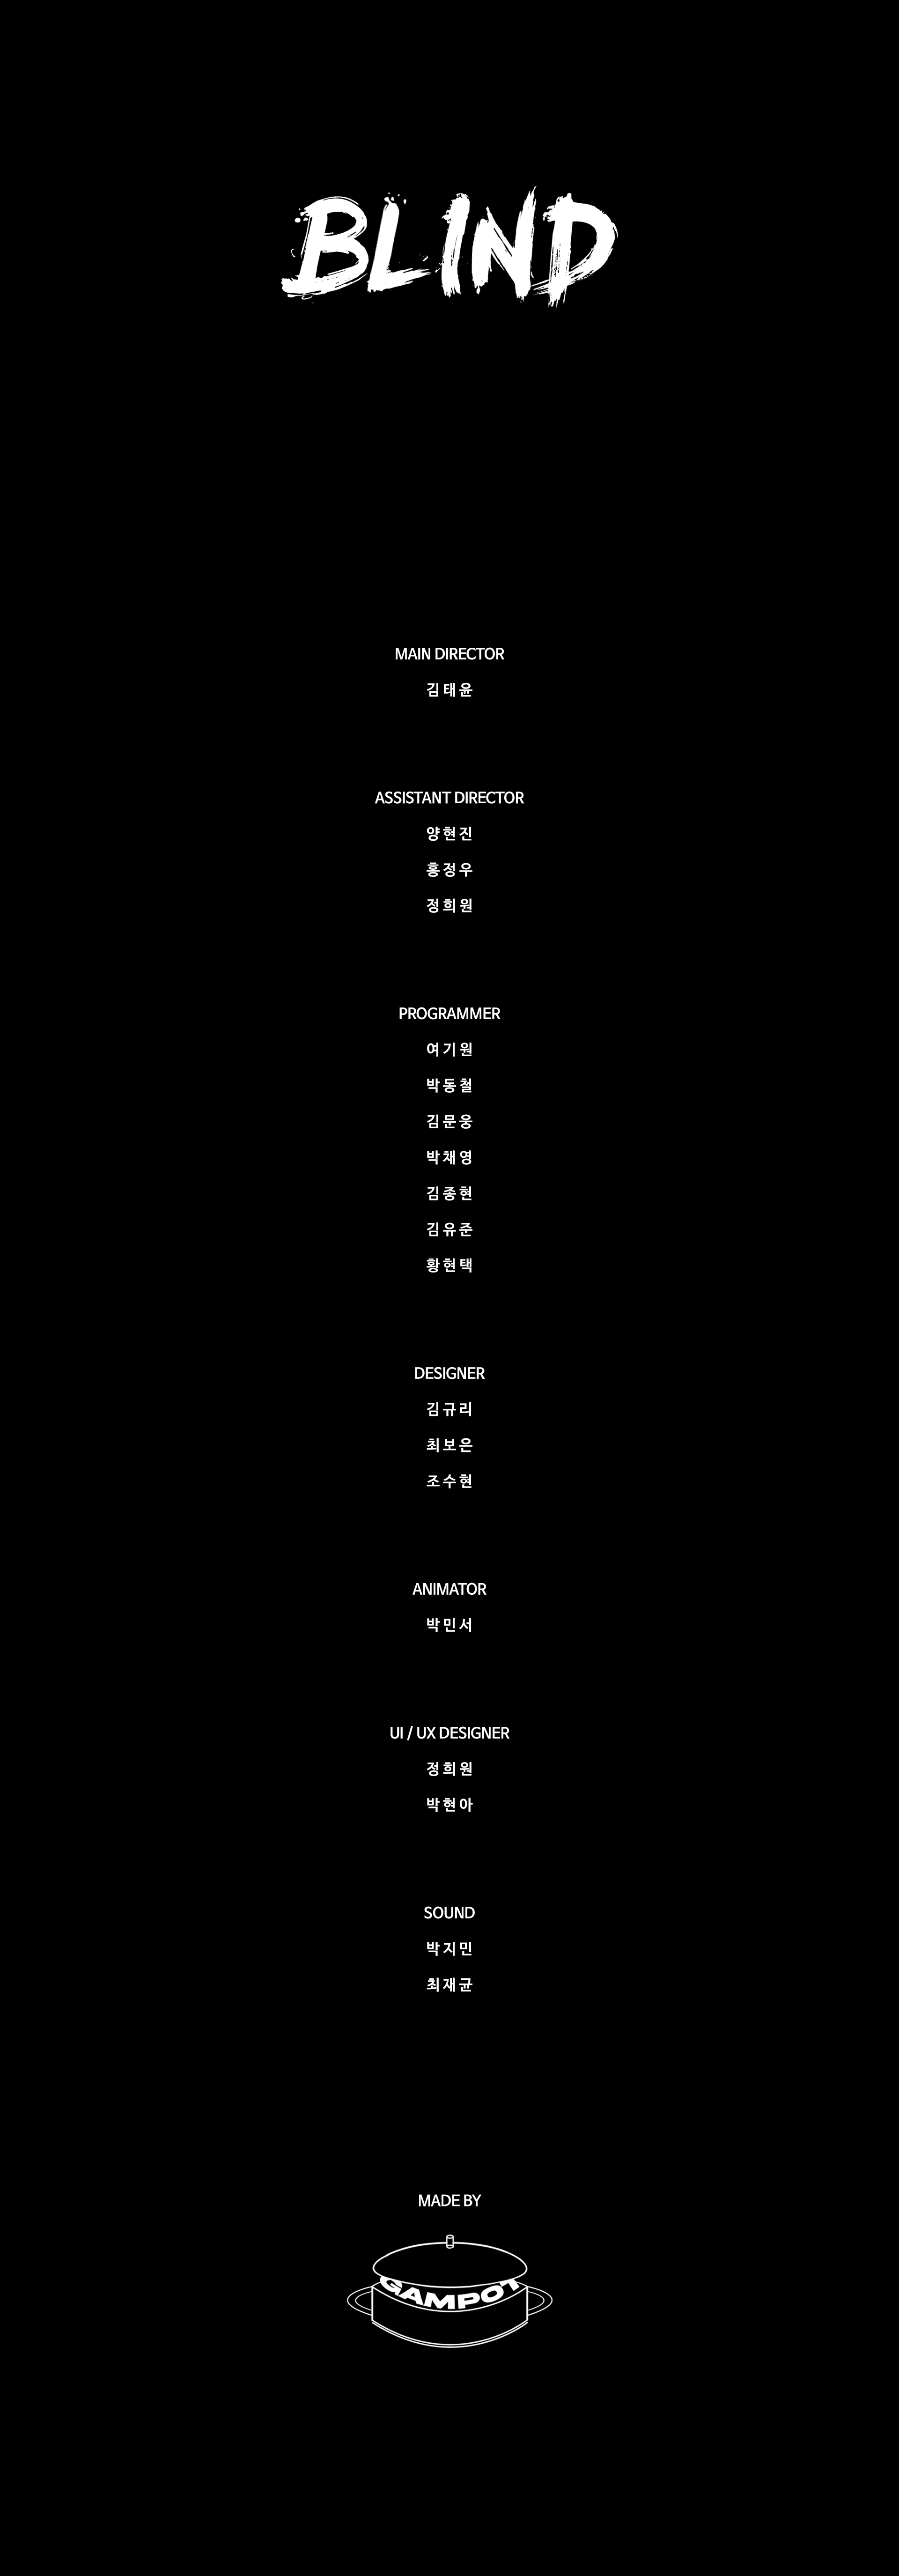 BLIND
MAIN DIRECTOR
김태윤
ASSISTANT DIRECTOR
양현진
홍정우
정희원
PROGRAMMER
여기원
박동철
김문웅
박채영
김종현
김유준
황현택
DESIGNER
김규리
최보은
조수현
ANIMATOR
박민서
UI / UX DESIGNER
정희원
박현아
SOUND
박지민
최재균
MADE BY
GAMPOT